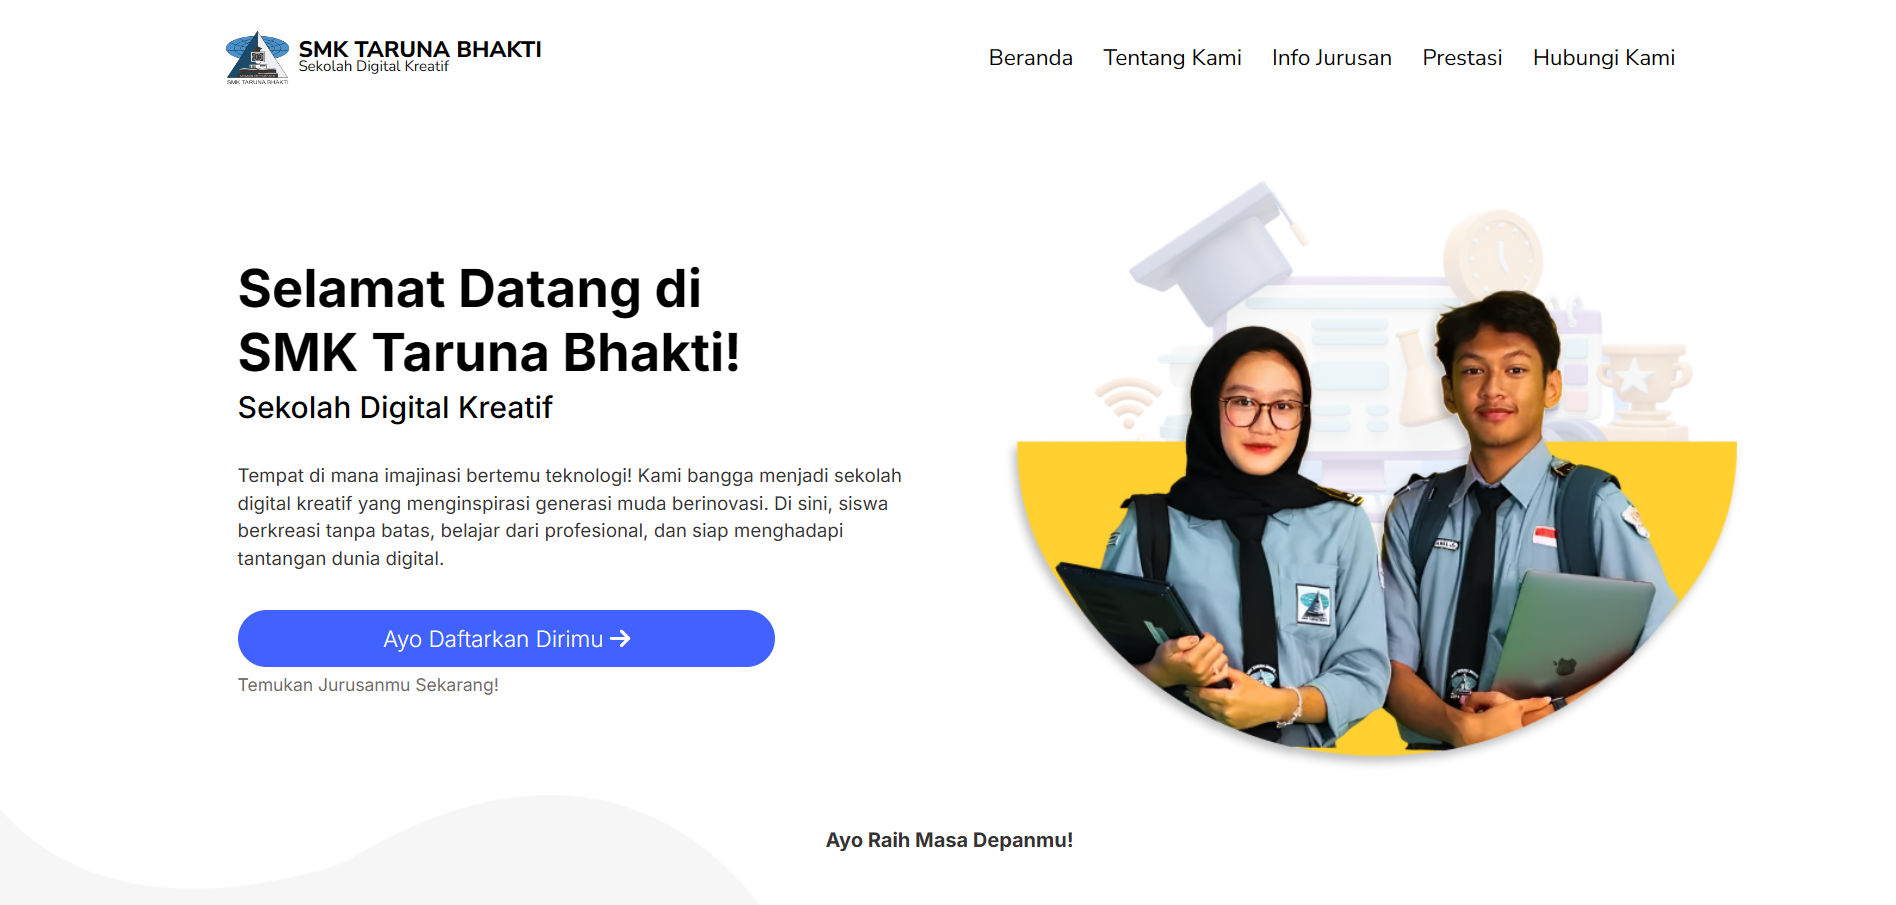 SMK TARUNA BHAKTI
Sekolah Digital Kreatif
SMK TARUNA BHAKTI
Beranda Tentang Kami Info Jurusan Prestasi Hubungi Kami
Selamat Datang di
SMK Taruna Bhakti!
Sekolah Digital Kreatif
Tempat di mana imajinasi bertemu teknologi! Kami bangga menjadi sekolah
digital kreatif yang menginspirasi generasi muda berinovasi. Di sini, siswa
berkreasi tanpa batas, belajar dari profesional, dan siap menghadapi
tantangan dunia digital.
Ayo Daftarkan Dirimu →
Temukan Jurusanmu Sekarang!
Ayo Raih Masa Depanmu!